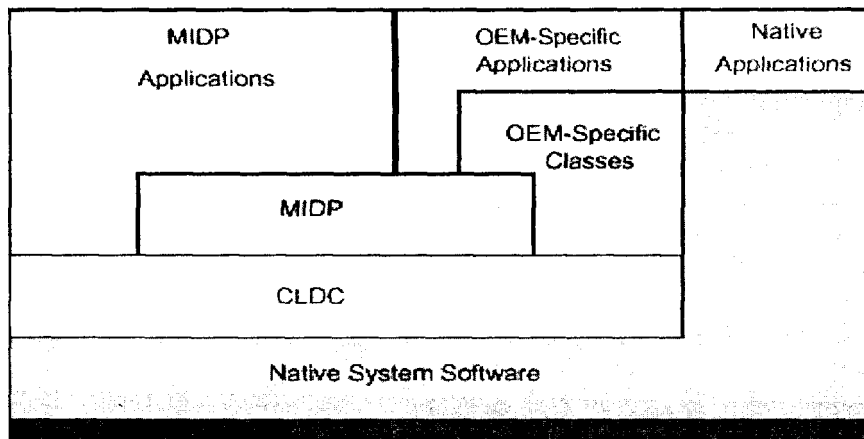 MIDP
Applications
OEM-Specific
Applications
Native
Applications
OEM-Specific
Classes
MIDP
CLDC
Native System Software